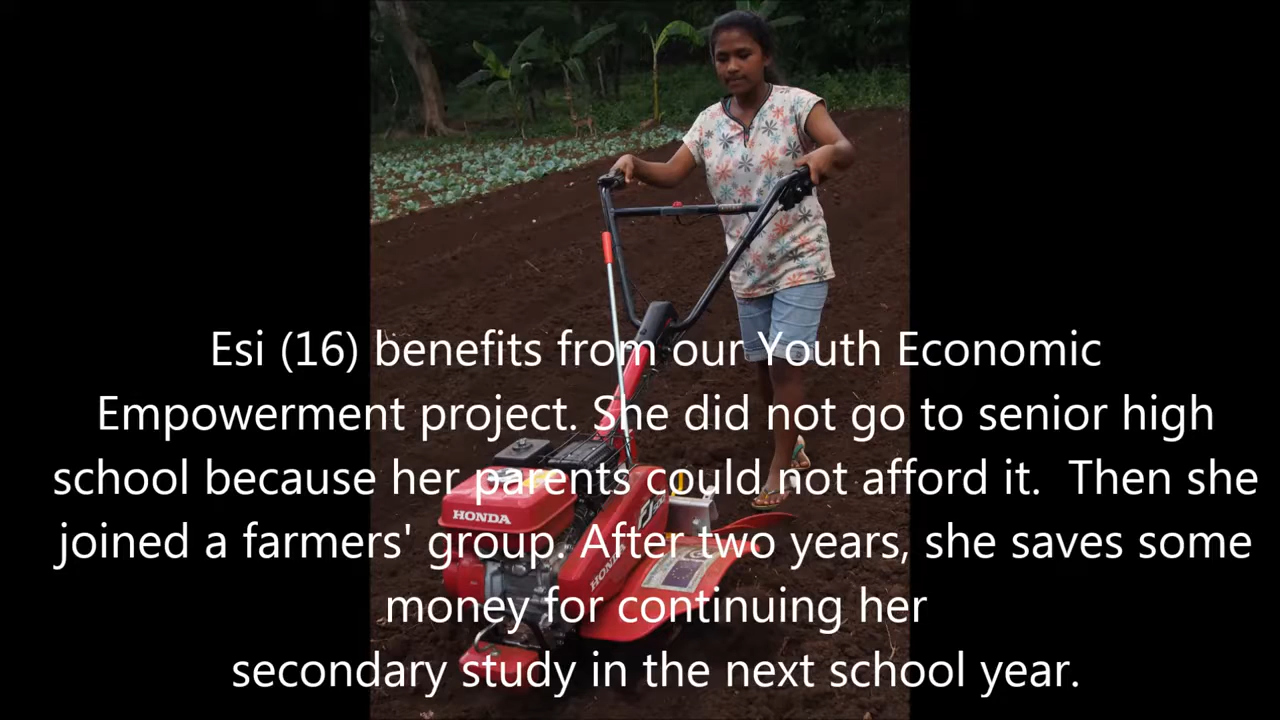 Esi (16) benefits from our Youth Economic
Empowerment project. She did not go to senior high
school because her parents could not afford it.  Then she
joined a farmers' group. After two years, she saves some
money for continuing her
secondary study in the next school year.
HONDA
HONDA